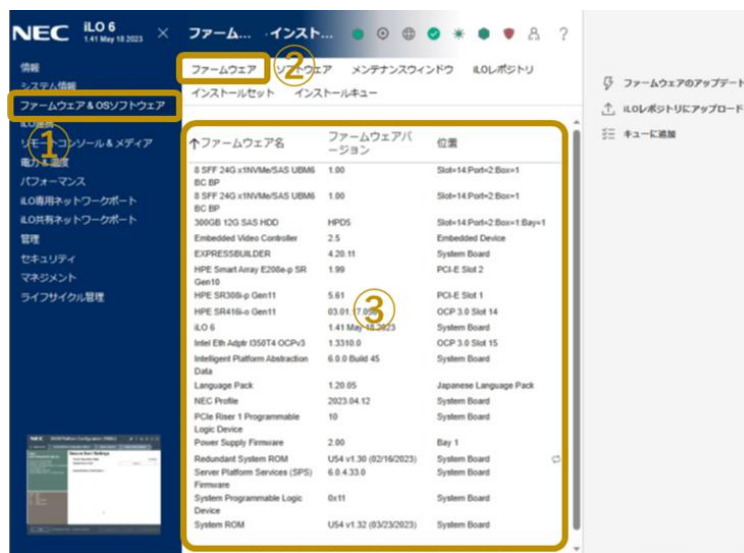 NEC iLO 6
1.41 May 18 2023
ファームウェア... ·インスト...
情報
システム情報
ファームウェア & OSソフトウェア
iLO連携
リモートコンソール & メディア
電力 & 温度
パフォーマンス
iLO専用ネットワークポート
iLO共有ネットワークポート
管理
セキュリティ
マネジメント
ライフサイクル管理
①
②
③
ファームウェア ソフトウェア メンテナンスウィンドウ iLOレポジトリ
インストールセット インストールキュー
↑ファームウェア名 ファームウェアバージョン 位置
8 SFF 24G x1NVMe/SAS UBM6 1.00 Slot=14:Port=2:Box=1
BC BP
8 SFF 24G x1NVMe/SAS UBM6 1.00 Slot=14:Port=2:Box=1
BC BP
300GB 12G SAS HDD HPD5 Slot=14:Port=2:Box=1:Bay=1
Embedded Video Controller 2.5 Embedded Device
EXPRESSBUILDER 4.20.11 System Board
HPE Smart Array E208e-p SR 1.99 PCI-E Slot 2
Gen10
HPE SR308i-p Gen11 5.61 PCI-E Slot 1
HPE SR416i-o Gen11 03.01.17.056 OCP 3.0 Slot 14
iLO 6 1.41 May 18 2023 System Board
Intel Eth Adptr I350T4 OCPv3 1.3310.0 OCP 3.0 Slot 15
Intelligent Platform Abstraction 6.0.0 Build 45 System Board
Data
Language Pack 1.20.05 Japanese Language Pack
NEC Profile 2023.04.12 System Board
PCIe Riser 1 Programmable 10 System Board
Logic Device
Power Supply Firmware 2.00 Bay 1
Redundant System ROM U54 v1.30 (02/16/2023) System Board
Server Platform Services (SPS) 6.0.4.33.0 System Board
Firmware
System Programmable Logic 0x11 System Board
Device
System ROM U54 v1.32 (03/23/2023) System Board
ファームウェアのアップデート
iLOレポジトリにアップロード
キューに追加